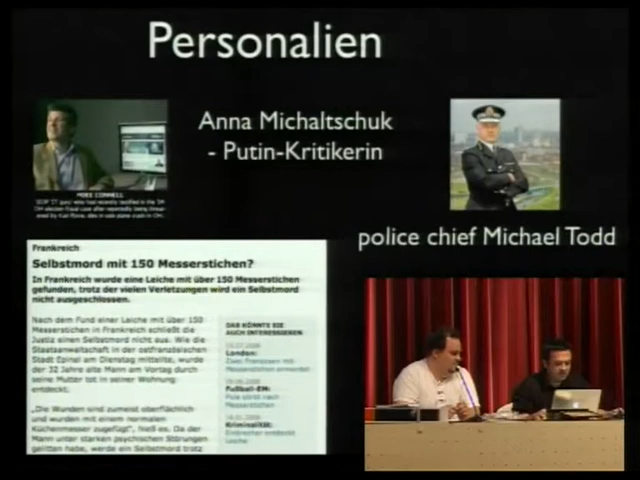 Personalien
Anna Michaltschuk
- Putin-Kritikerin
MIKE CONNELL
police chief Michael Todd
Frankreich
Selbstmord mit 150 Messerstichen?
In Frankreich wurde eine Leiche mit über 150 Messerstichen
gefunden, trotz der vielen Verletzungen wird ein Selbstmord
nicht ausgeschlossen.
Nach dem Fund einer Leiche mit über 150
Messerstichen in Frankreich schließt die
Justiz einen Selbstmord nicht aus. Wie die
Staatsanwaltschaft in der ostfranzösischen
Stadt Epinal am Dienstag mitteilte, wurde
der 32 Jahre alte Mann am Vortag durch
seine Mutter tot in seiner Wohnung
entdeckt.
„Die Wunden sind zumeist oberflächlich
und wurden mit einem normalen
Küchenmesser zugefügt“, hieß es. Da der
Mann unter starken psychischen Störungen
gelitten habe, werde ein Selbstmord trotz
DAS KÖNNTE SIE
AUCH INTERESSIEREN
London:
Zwei Franzosen mit
Messerstichen ermordet
Fußball-EM:
Pole stirbt nach
Messerstichen
Kriminalität:
Einbrecher entdeckt
Leiche